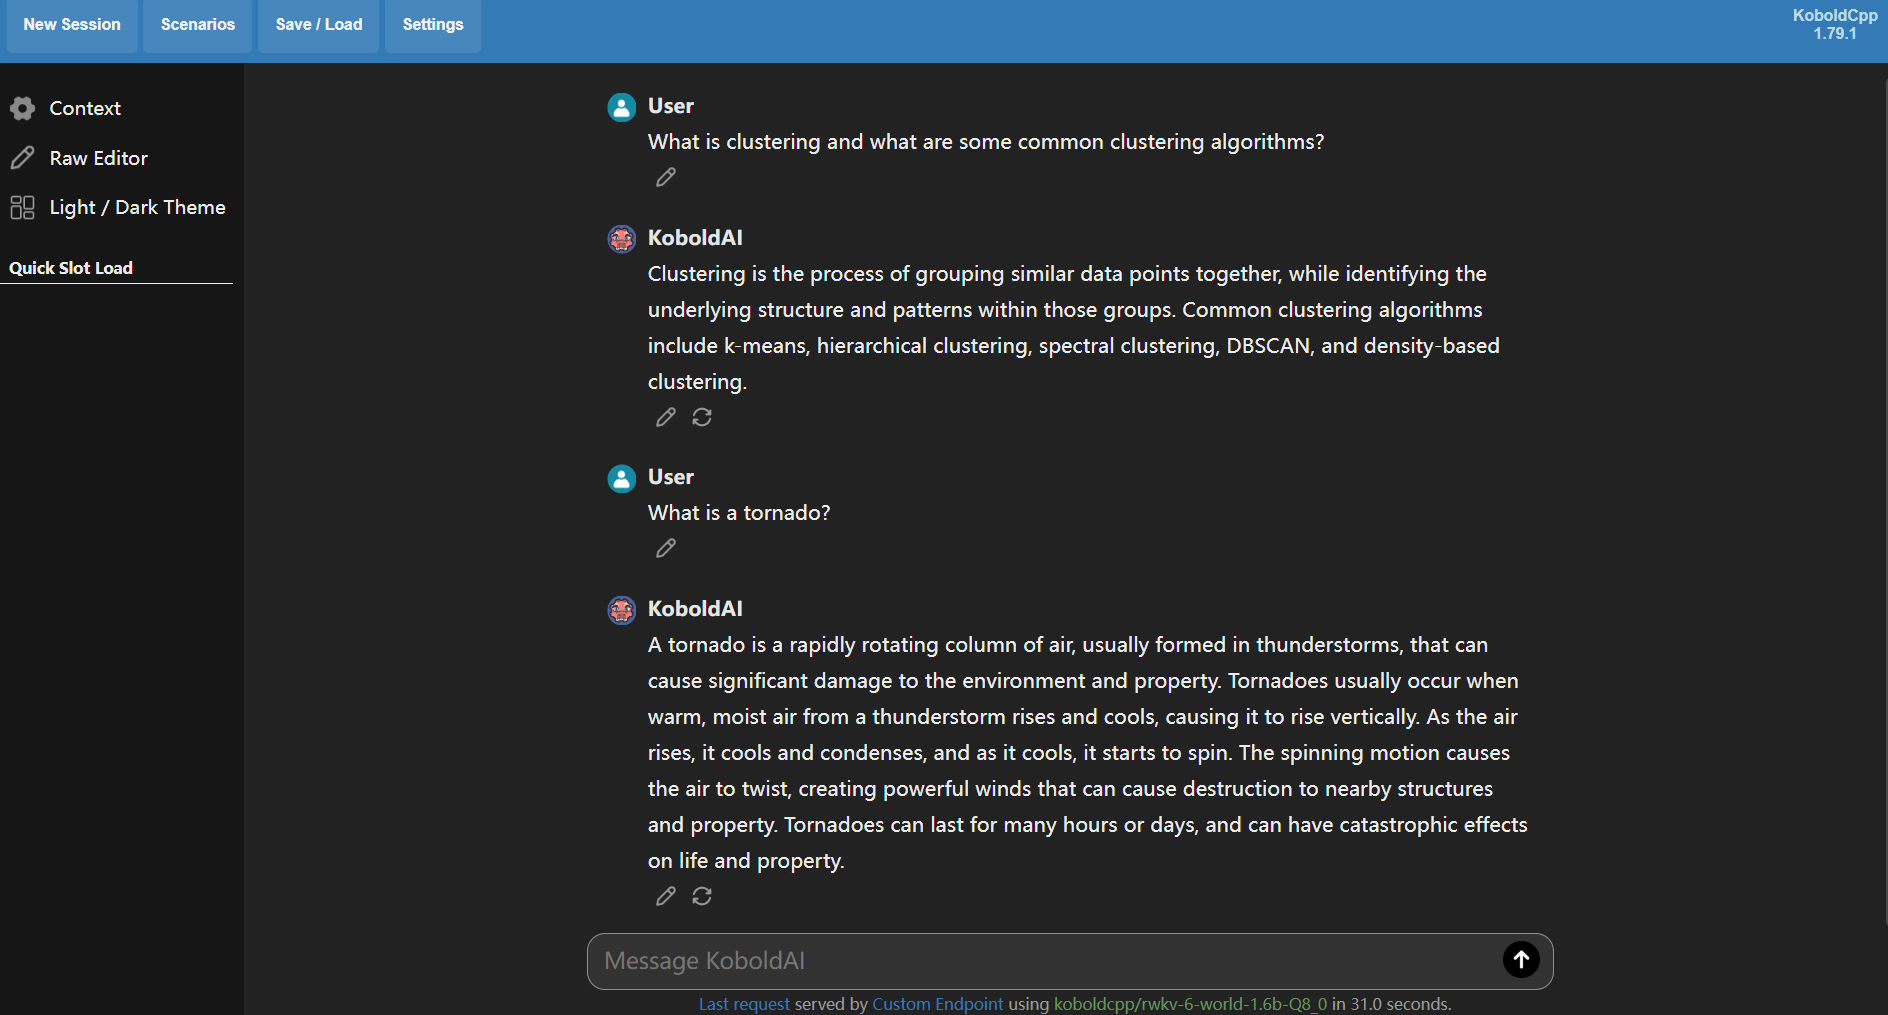 New Session
Scenarios
Save / Load
Settings
KoboldCpp
1.79.1
Context
Raw Editor
Light / Dark Theme
Quick Slot Load
User
What is clustering and what are some common clustering algorithms?
KoboldAI
Clustering is the process of grouping similar data points together, while identifying the
underlying structure and patterns within those groups. Common clustering algorithms
include k-means, hierarchical clustering, spectral clustering, DBSCAN, and density-based
clustering.
User
What is a tornado?
KoboldAI
A tornado is a rapidly rotating column of air, usually formed in thunderstorms, that can
cause significant damage to the environment and property. Tornadoes usually occur when
warm, moist air from a thunderstorm rises and cools, causing it to rise vertically. As the air
rises, it cools and condenses, and as it cools, it starts to spin. The spinning motion causes
the air to twist, creating powerful winds that can cause destruction to nearby structures
and property. Tornadoes can last for many hours or days, and can have catastrophic effects
on life and property.
Message KoboldAI
Last request served by Custom Endpoint using koboldcpp/rwkv-6-world-1.6b-Q8_0 in 31.0 seconds.